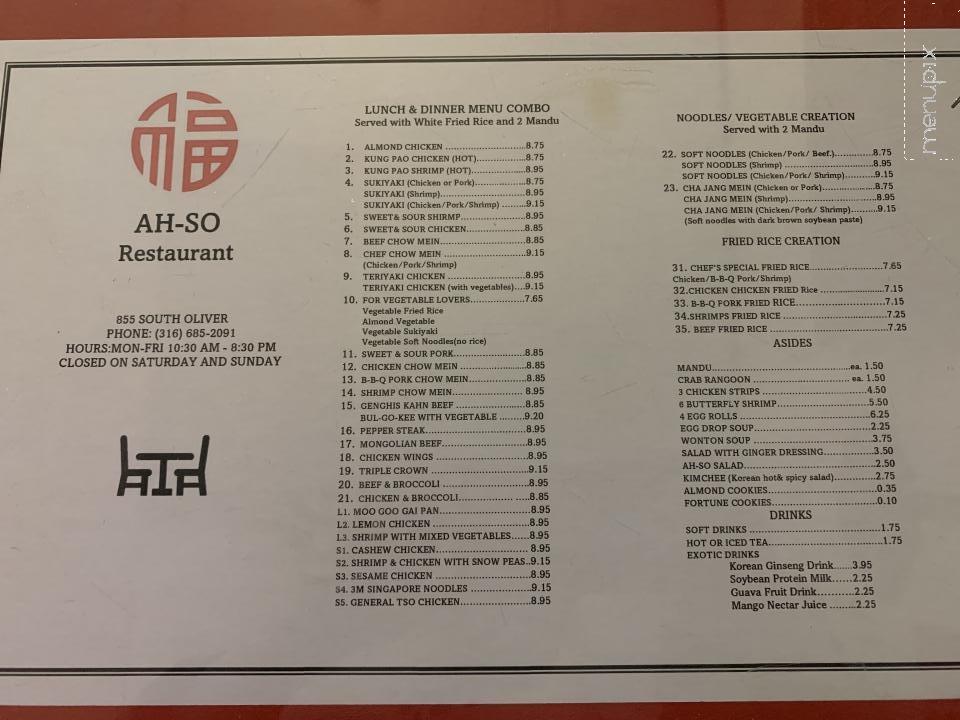 福
AH-SO
Restaurant
855 SOUTH OLIVER
PHONE: (316) 685-2091
HOURS:MON-FRI 10:30 AM - 8:30 PM
CLOSED ON SATURDAY AND SUNDAY
LUNCH & DINNER MENU COMBO
Served with White Fried Rice and 2 Mandu
1. ALMOND CHICKEN ........................8.75
2. KUNG PAO CHICKEN (HOT)................8.75
3. KUNG PAO SHRIMP (HOT)..................8.95
4. SUKIYAKI (Chicken or Pork)....................8.75
SUKIYAKI (Shrimp)..............................8.95
SUKIYAKI (Chicken/Pork/Shrimp) ........9.15
5. SWEET& SOUR SHIRMP....................8.95
6. SWEET& SOUR CHICKEN...................8.85
7. BEEF CHOW MEIN..........................8.85
8. CHEF CHOW MEIN .........................9.15
(Chicken/Pork/Shrimp)
9. TERIYAKI CHICKEN ........................8.95
TERIYAKI CHICKEN (with vegetables)....9.15
10. FOR VEGETABLE LOVERS.................7.65
Vegetable Fried Rice
Almond Vegetable
Vegetable Sukiyaki
Vegetable Soft Noodles(no rice)
11. SWEET & SOUR PORK......................8.85
12. CHICKEN CHOW MEIN ....................8.85
13. B-B-Q PORK CHOW MEIN.................8.85
14. SHRIMP CHOW MEIN...................... 8.95
15. GENGHIS KAHN BEEF .....................8.85
BUL-GO-KEE WITH VEGETABLE ........9.20
16. PEPPER STEAK..............................8.95
17. MONGOLIAN BEEF.........................8.95
18. CHICKEN WINGS ..........................8.95
19. TRIPLE CROWN ............................9.15
20. BEEF & BROCCOLI .........................8.95
21. CHICKEN & BROCCOLI.............. .....8.85
L1. MOO GOO GAI PAN........................8.95
L2. LEMON CHICKEN ..........................8.95
L3. SHRIMP WITH MIXED VEGETABLES......8.95
S1. CASHEW CHICKEN........................ 8.95
S2. SHRIMP & CHICKEN WITH SNOW PEAS..9.15
S3. SESAME CHICKEN .........................8.95
S4. 3M SINGAPORE NOODLES ................9.15
S5. GENERAL TSO CHICKEN..................8.95
NOODLES/ VEGETABLE CREATION
Served with 2 Mandu
22. SOFT NOODLES (Chicken/Pork/ Beef.)............8.75
SOFT NOODLES (Shrimp) ............................8.95
SOFT NOODLES (Chicken/Pork/ Shrimp)..........9.15
23. CHA JANG MEIN (Chicken or Pork)................8.75
CHA JANG MEIN (Shrimp)...........................8.95
CHA JANG MEIN (Chicken/Pork/ Shrimp).........9.15
(Soft noodles with dark brown soybean paste)
FRIED RICE CREATION
31. CHEF'S SPECIAL FRIED RICE......................7.65
Chicken/B-B-Q Pork/Shrimp)
32.CHICKEN CHICKEN FRIED Rice ......................7.15
33. B-B-Q PORK FRIED RICE...........................7.15
34.SHRIMPS FRIED RICE ..............................7.25
35. BEEF FRIED RICE ...................................7.25
ASIDES
MANDU..........................................ea. 1.50
CRAB RANGOON ............................. ea. 1.50
3 CHICKEN STRIPS ................................4.50
6 BUTTERFLY SHRIMP............................5.50
4 EGG ROLLS .......................................6.25
EGG DROP SOUP...................................2.25
WONTON SOUP ....................................3.75
SALAD WITH GINGER DRESSING..............3.50
AH-SO SALAD.......................................2.50
KIMCHEE (Korean hot& spicy salad)..............2.75
ALMOND COOKIES.................................0.35
FORTUNE COOKIES................................0.10
DRINKS
SOFT DRINKS ......................................1.75
HOT OR ICED TEA..................................1.75
EXOTIC DRINKS
Korean Ginseng Drink......3.95
Soybean Protein Milk......2.25
Guava Fruit Drink...........2.25
Mango Nectar Juice .........2.25
menupix